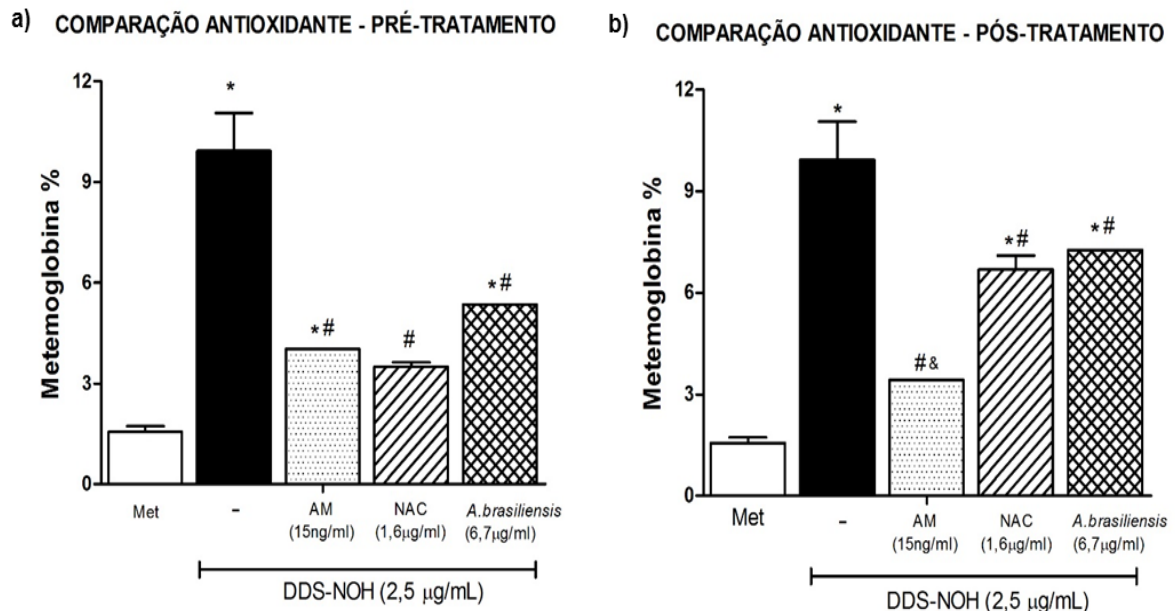 a) COMPARAÇÃO ANTIOXIDANTE - PRÉ-TRATAMENTO
Metemoglobina %
12
9
6
3
0
*
*#
#
*#
Met
-
AM
(15ng/ml)
NAC
(1,6µg/ml)
A.brasiliensis
(6,7µg/ml)
DDS-NOH (2,5 µg/mL)
b) COMPARAÇÃO ANTIOXIDANTE - PÓS-TRATAMENTO
Metemoglobina %
12
9
6
3
0
*
#&
*#
*#
Met
-
AM
(15ng/ml)
NAC
(1,6µg/ml)
A.brasiliensis
(6,7µg/ml)
DDS-NOH (2,5 µg/mL)